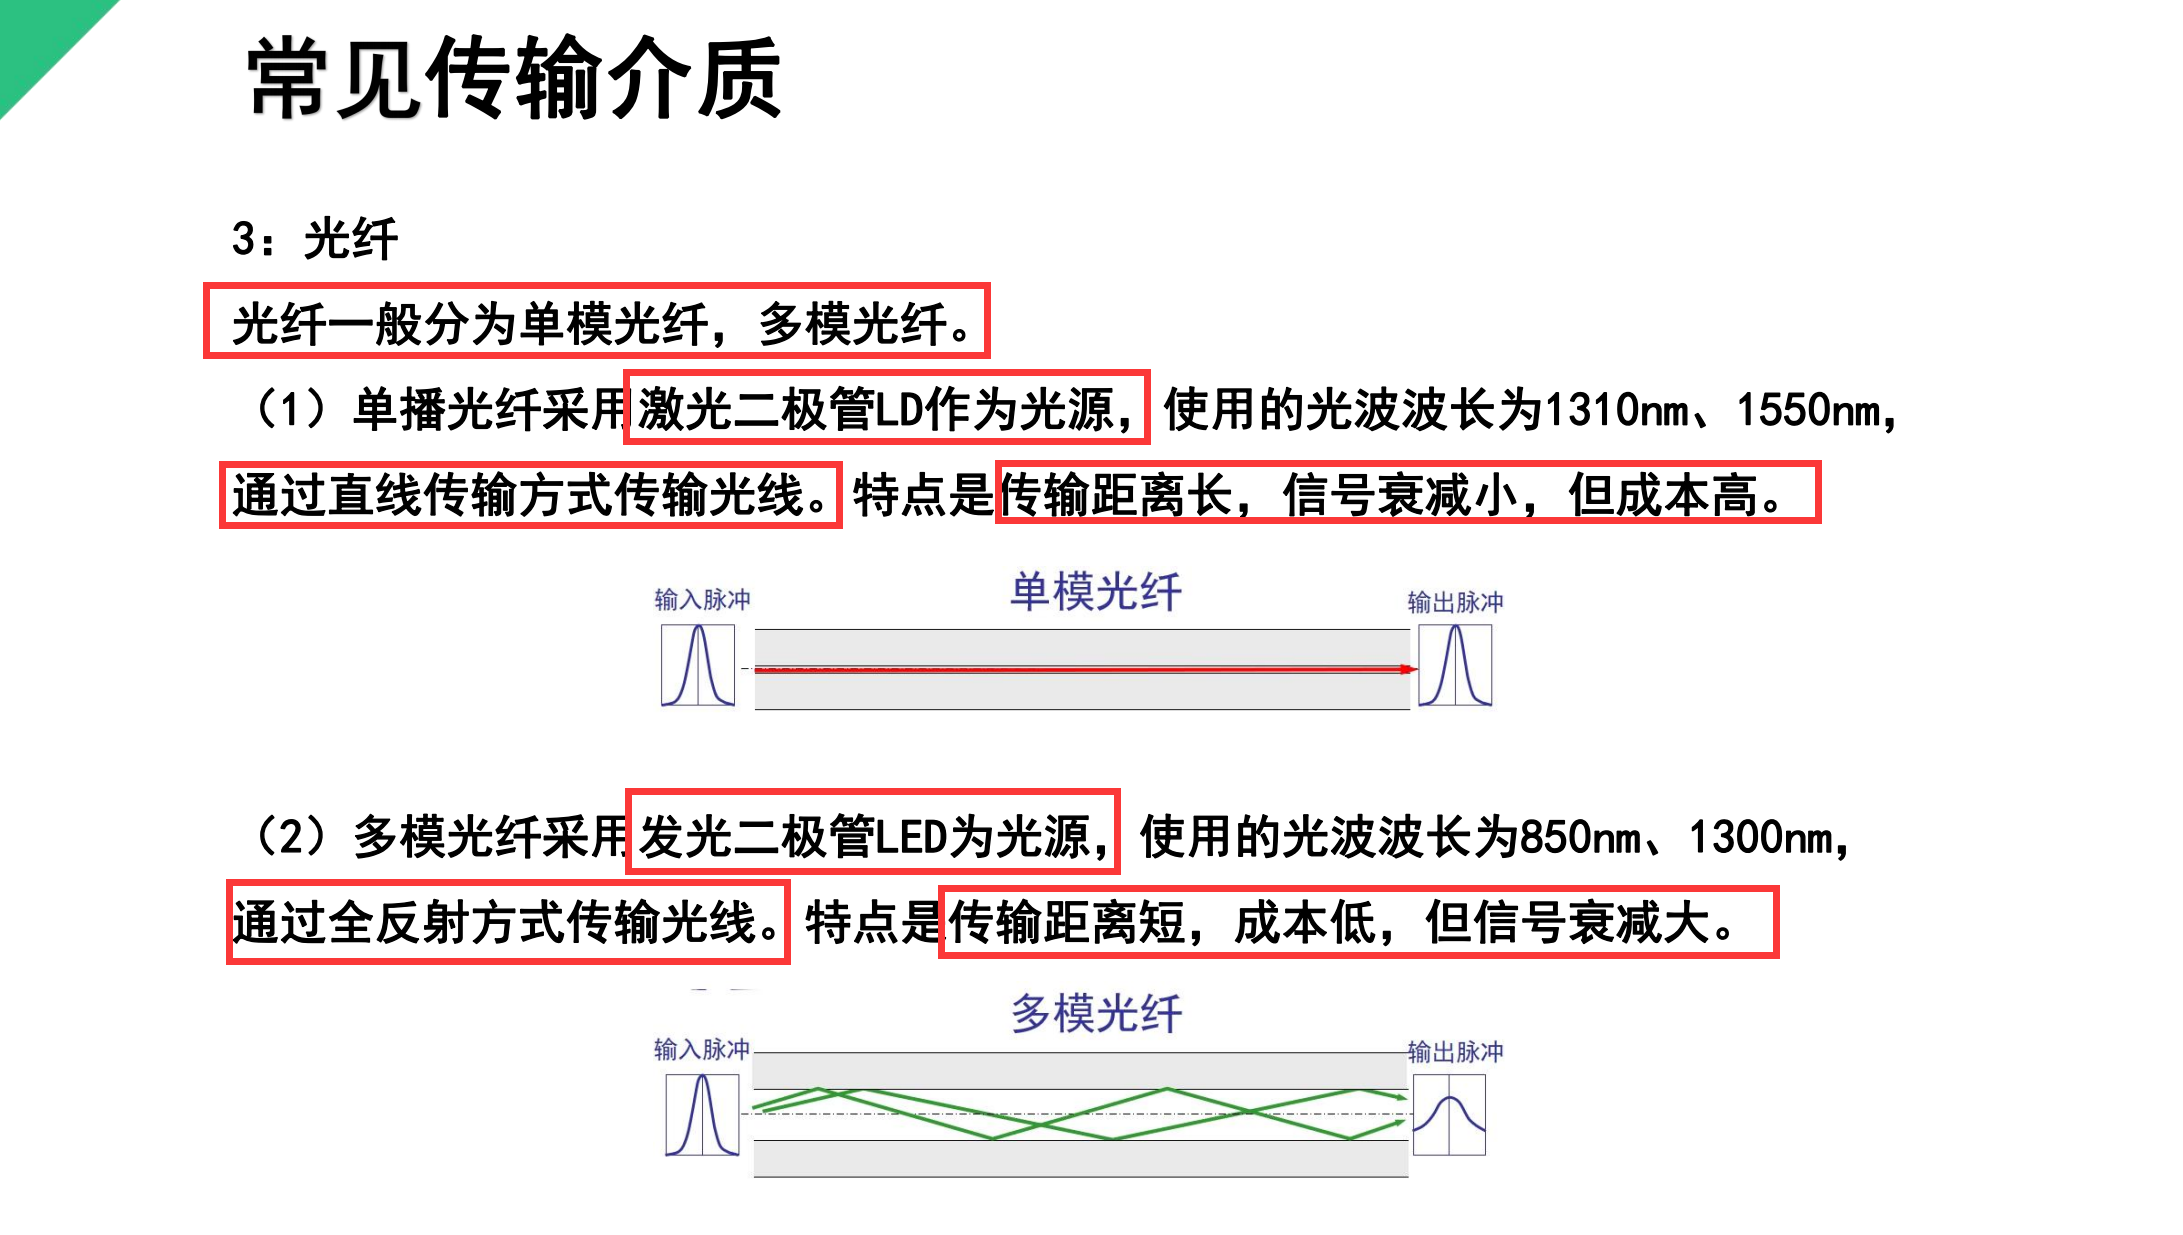 常见传输介质
3：光纤
光纤一般分为单模光纤，多模光纤。
（1）单播光纤采用激光二极管LD作为光源，使用的光波波长为1310nm、1550nm，
通过直线传输方式传输光线。特点是传输距离长，信号衰减小，但成本高。
单模光纤
输入脉冲
输出脉冲
（2）多模光纤采用发光二极管LED为光源，使用的光波波长为850nm、1300nm，
通过全反射方式传输光线。特点是传输距离短，成本低，但信号衰减大。
多模光纤
输入脉冲
输出脉冲